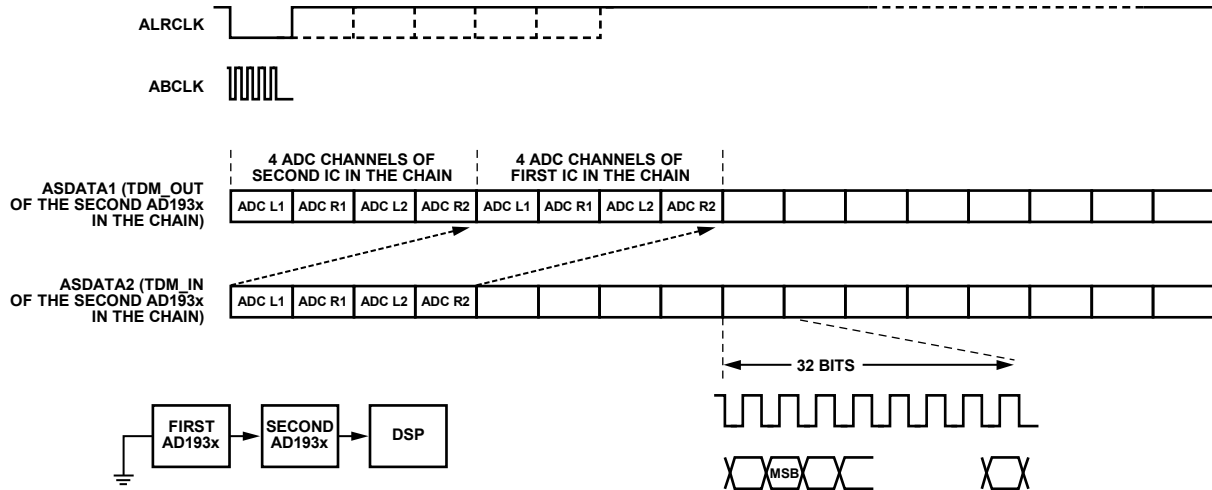 ALRCLK
ABCLK
4 ADC CHANNELS OF
SECOND IC IN THE CHAIN
4 ADC CHANNELS OF
FIRST IC IN THE CHAIN
ASDATA1 (TDM_OUT
OF THE SECOND AD193x
IN THE CHAIN)
ADC L1 ADC R1 ADC L2 ADC R2 ADC L1 ADC R1 ADC L2 ADC R2
ASDATA2 (TDM_IN
OF THE SECOND AD193x
IN THE CHAIN)
ADC L1 ADC R1 ADC L2 ADC R2
32 BITS
FIRST
AD193x
SECOND
AD193x
DSP
MSB